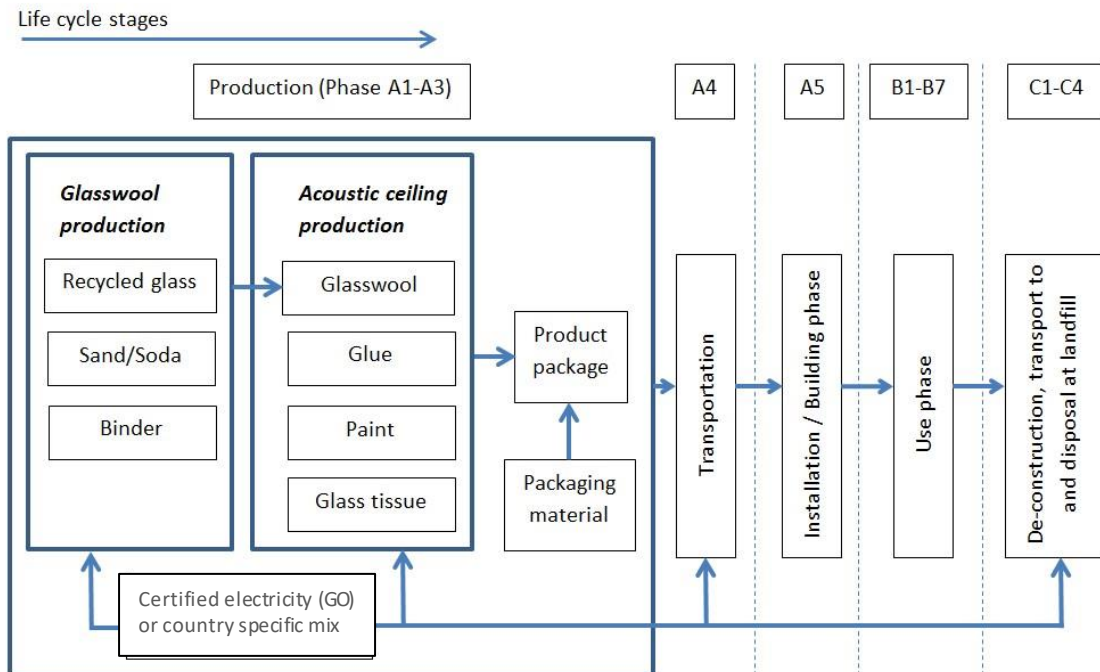 Life cycle stages
Production (Phase A1-A3)
A4
A5
B1-B7
C1-C4
Glasswool
production
Recycled glass
Sand/Soda
Binder
Acoustic ceiling
production
Glasswool
Glue
Paint
Glass tissue
Product
package
Packaging
material
Transportation
Installation / Building phase
Use phase
De-construction, transport to
and disposal at landfill
Certified electricity (GO)
or country specific mix